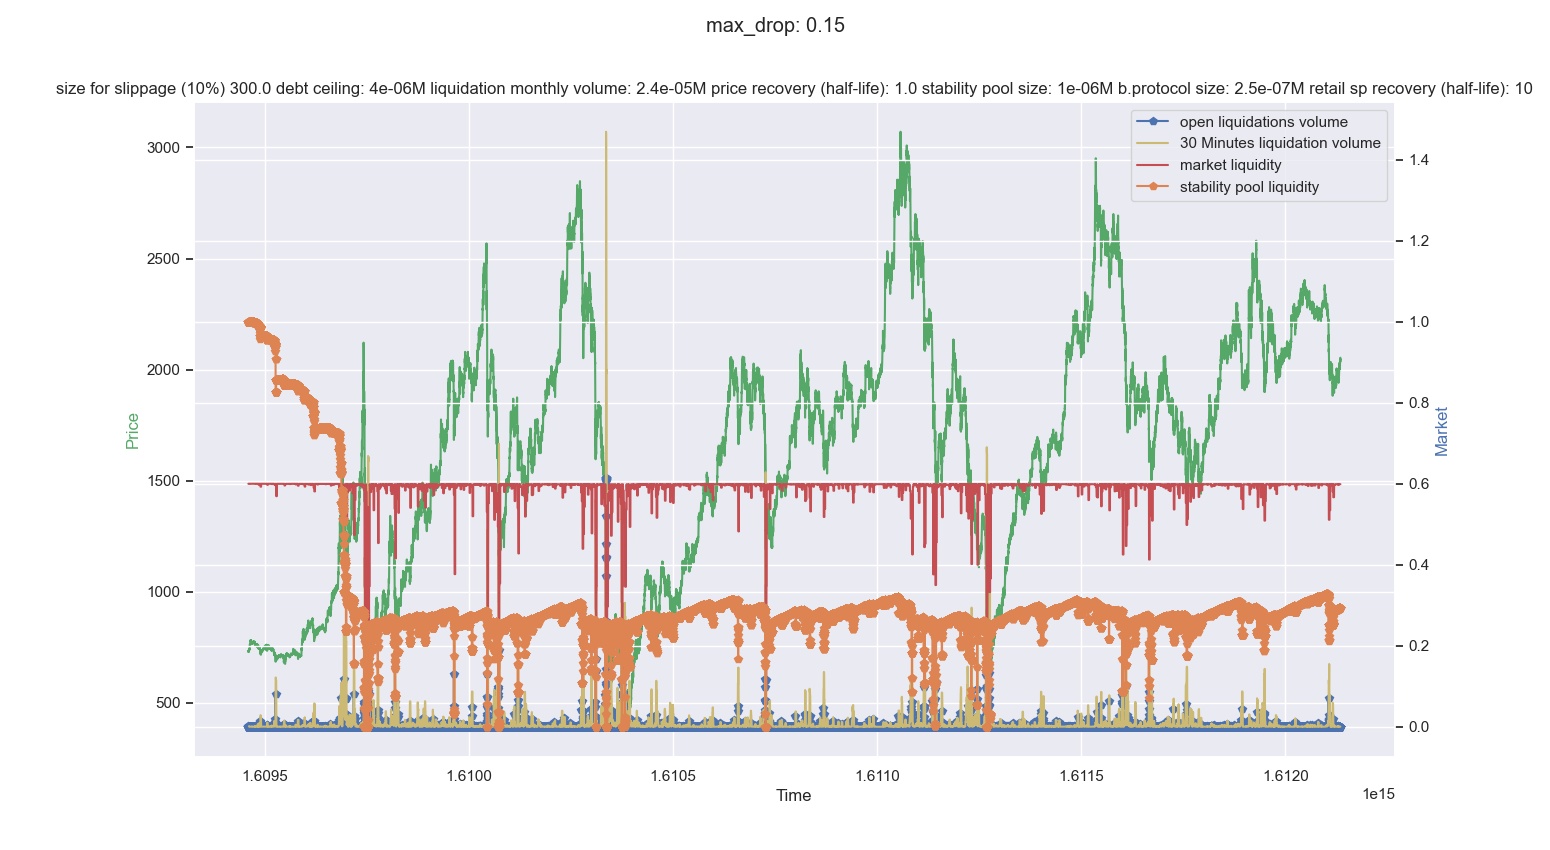 max_drop: 0.15
size for slippage (10%) 300.0 debt ceiling: 4e-06M liquidation monthly volume: 2.4e-05M price recovery (half-life): 1.0 stability pool size: 1e-06M b.protocol size: 2.5e-07M retail sp recovery (half-life): 10
open liquidations volume
30 Minutes liquidation volume
market liquidity
stability pool liquidity
3000
2500
2000
1500
1000
500
Price
1.4
1.2
1.0
0.8
0.6
0.4
0.2
0.0
Market
1.6095 1.6100 1.6105 1.6110 1.6115 1.6120
Time
1e15